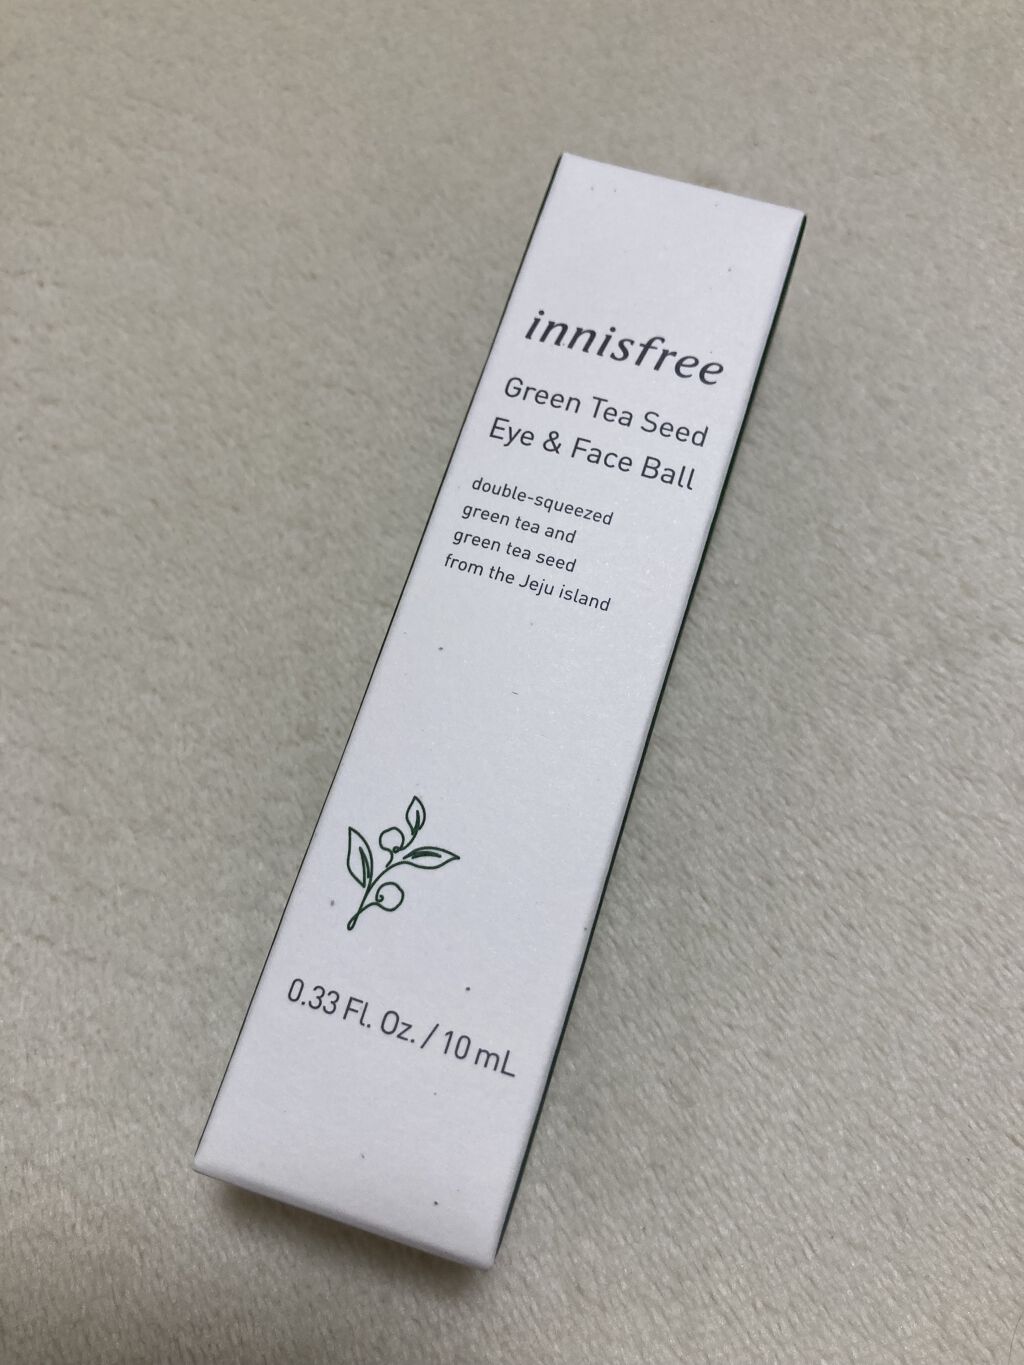 innisfree
Green Tea Seed
Eye & Face Ball
double-squeezed
green tea and
green tea seed
from the Jeju island
0.33 Fl. Oz. / 10 mL